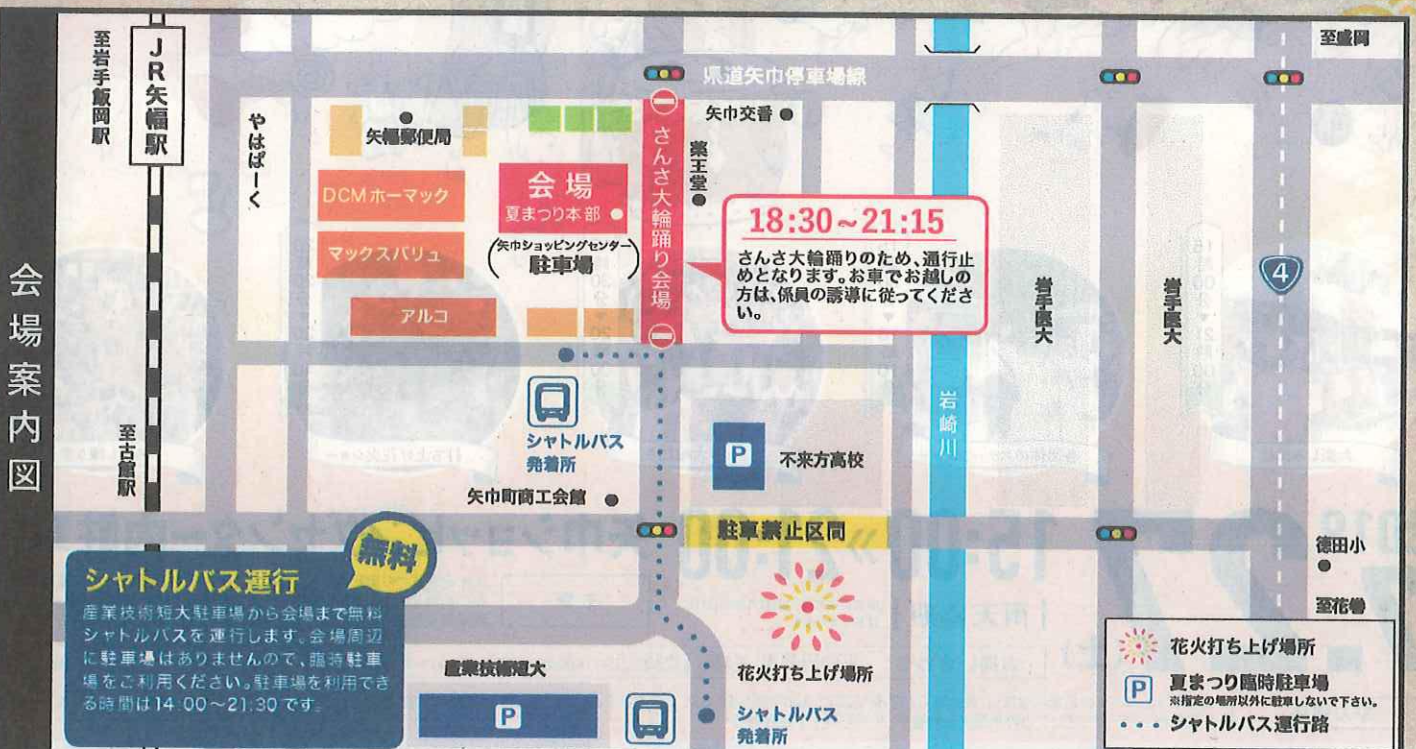 会場案内図
至岩手飯岡駅
JR矢幅駅
至古館駅
やはぱーく
矢幅郵便局
DCMホーマック
マックスバリュ
アルコ
会場
夏まつり本部
(矢巾ショッピングセンター
駐車場)
県道矢巾停車場線
さんさ大輪踊り会場
矢巾交番
薬王堂
18:30~21:15
さんさ大輪踊りのため、通行止
めとなります。お車でお越しの
方は、係員の誘導に従ってくださ
い。
岩崎川
岩手医大
岩手医大
至盛岡
4
シャトルバス
発着所
P
不来方高校
矢巾町商工会館
駐車禁止区間
徳田小
至花巻
無料
シャトルバス運行
産業技術短大駐車場から会場まで無料
シャトルバスを運行します。会場周辺
に駐車場はありませんので、臨時駐車
場をご利用ください。駐車場を利用でき
る時間は14:00~21:30です。
産業技術短大
P
花火打ち上げ場所
シャトルバス
発着所
花火打ち上げ場所
P
夏まつり臨時駐車場
※指定の場所以外に駐車しないで下さい。
シャトルバス運行路